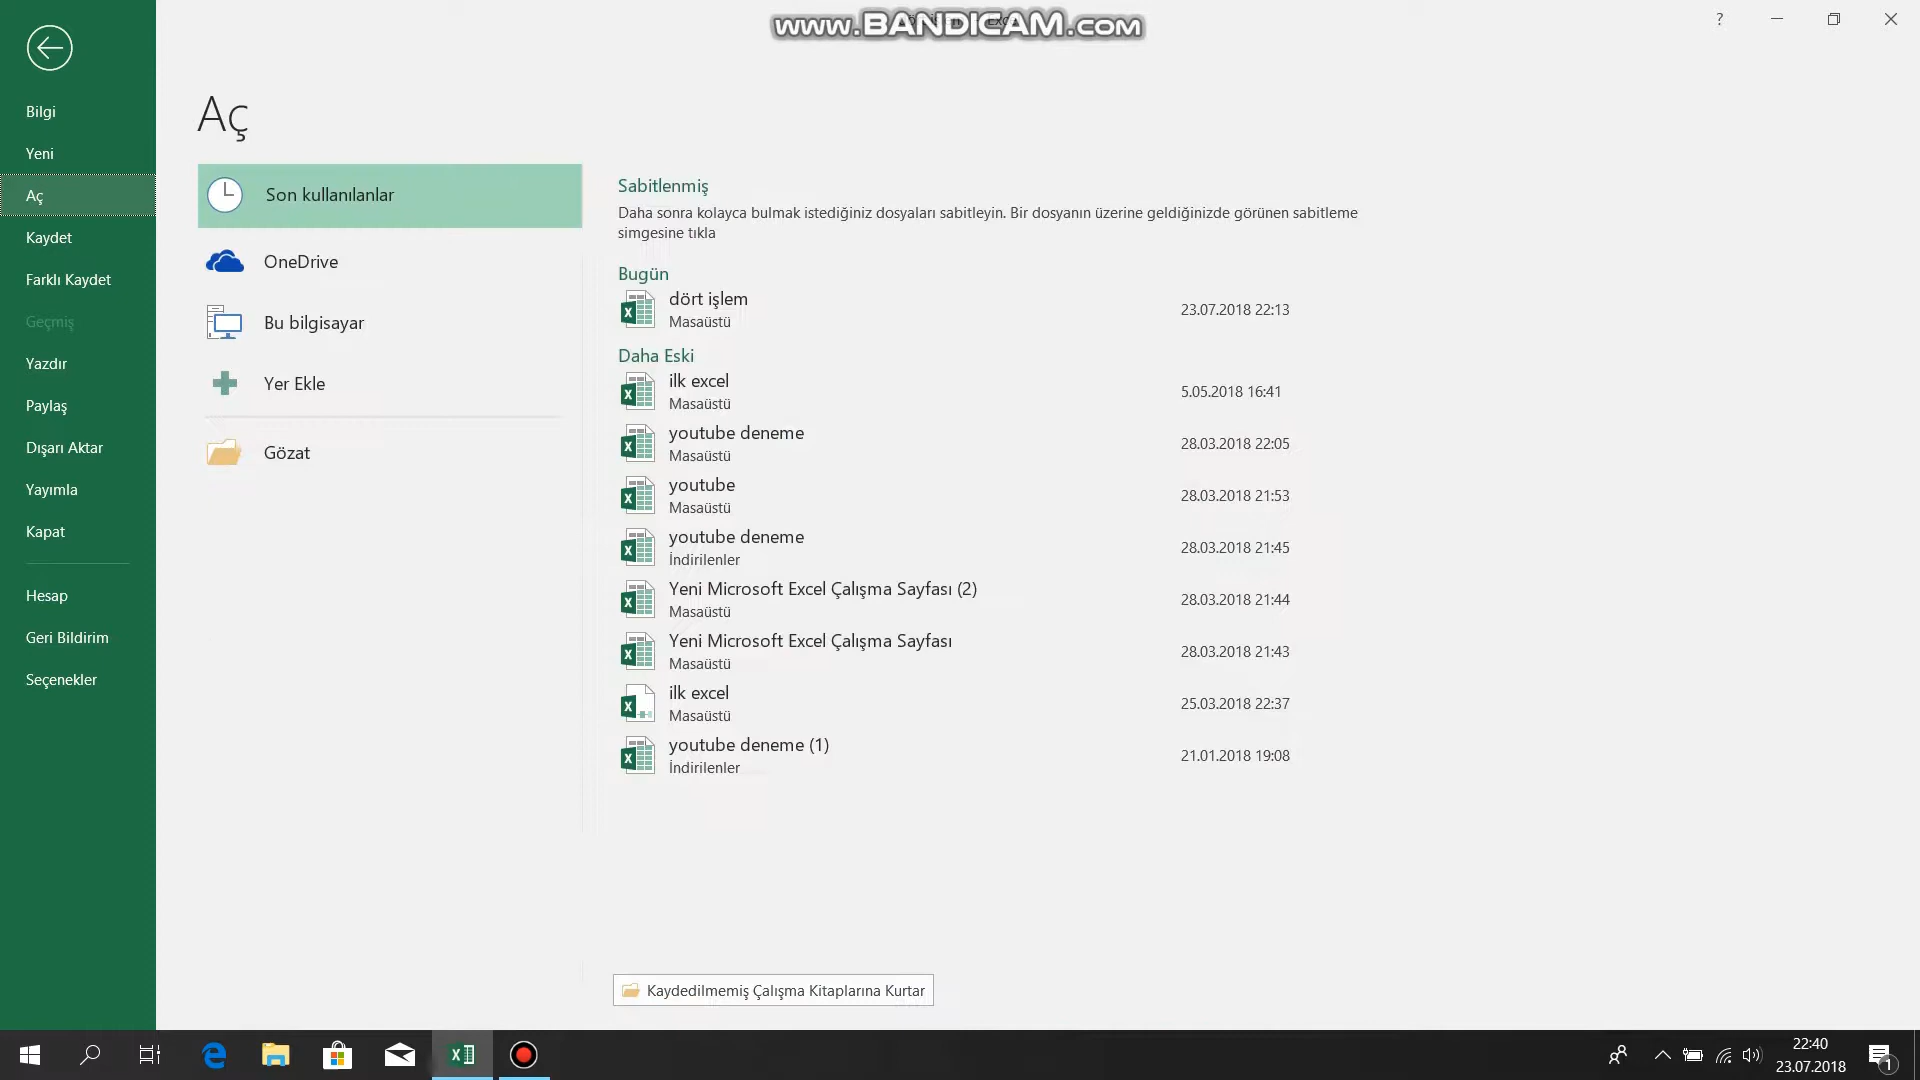 www.BANDICAM.com
?
Bilgi
Yeni
Aç
Kaydet
Farklı Kaydet
Geçmiş
Yazdır
Paylaş
Dışarı Aktar
Yayımla
Kapat
Hesap
Geri Bildirim
Seçenekler
Aç
Son kullanılanlar
OneDrive
Bu bilgisayar
Yer Ekle
Gözat
Sabitlenmiş
Daha sonra kolayca bulmak istediğiniz dosyaları sabitleyin. Bir dosyanın üzerine geldiğinizde görünen sabitleme
simgesine tıkla
Bugün
dört işlem
Masaüstü
23.07.2018 22:13
Daha Eski
ilk excel
Masaüstü
5.05.2018 16:41
youtube deneme
Masaüstü
28.03.2018 22:05
youtube
Masaüstü
28.03.2018 21:53
youtube deneme
İndirilenler
28.03.2018 21:45
Yeni Microsoft Excel Çalışma Sayfası (2)
Masaüstü
28.03.2018 21:44
Yeni Microsoft Excel Çalışma Sayfası
Masaüstü
28.03.2018 21:43
ilk excel
Masaüstü
25.03.2018 22:37
youtube deneme (1)
İndirilenler
21.01.2018 19:08
Kaydedilmemiş Çalışma Kitaplarına Kurtar
22:40
23.07.2018
1